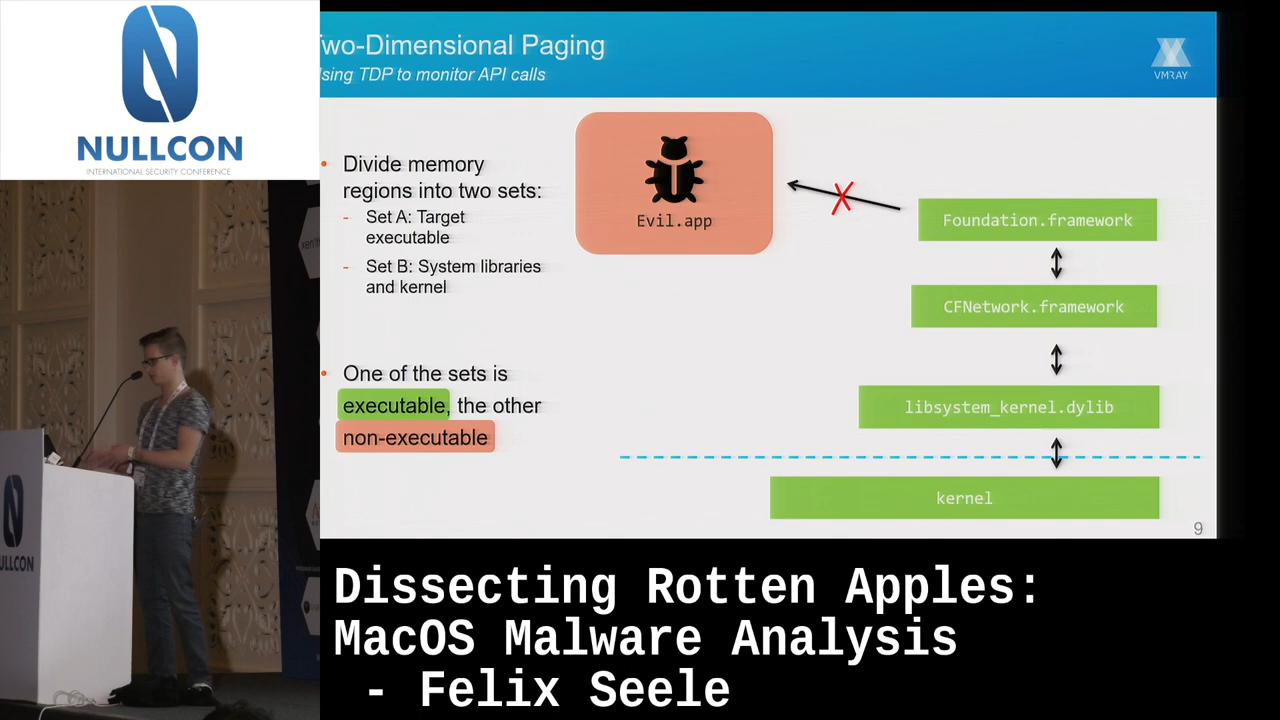 NULLCON
INTERNATIONAL SECURITY CONFERENCE
Two-Dimensional Paging
Using TDP to monitor API calls
VMRAY
Divide memory
regions into two sets:
- Set A: Target
executable
- Set B: System libraries
and kernel
One of the sets is
executable, the other
non-executable
Evil.app
Foundation.framework
CFNetwork.framework
libsystem_kernel.dylib
kernel
9
NULLCON
Dissecting Rotten Apples:
MacOS Malware Analysis
- Felix Seele